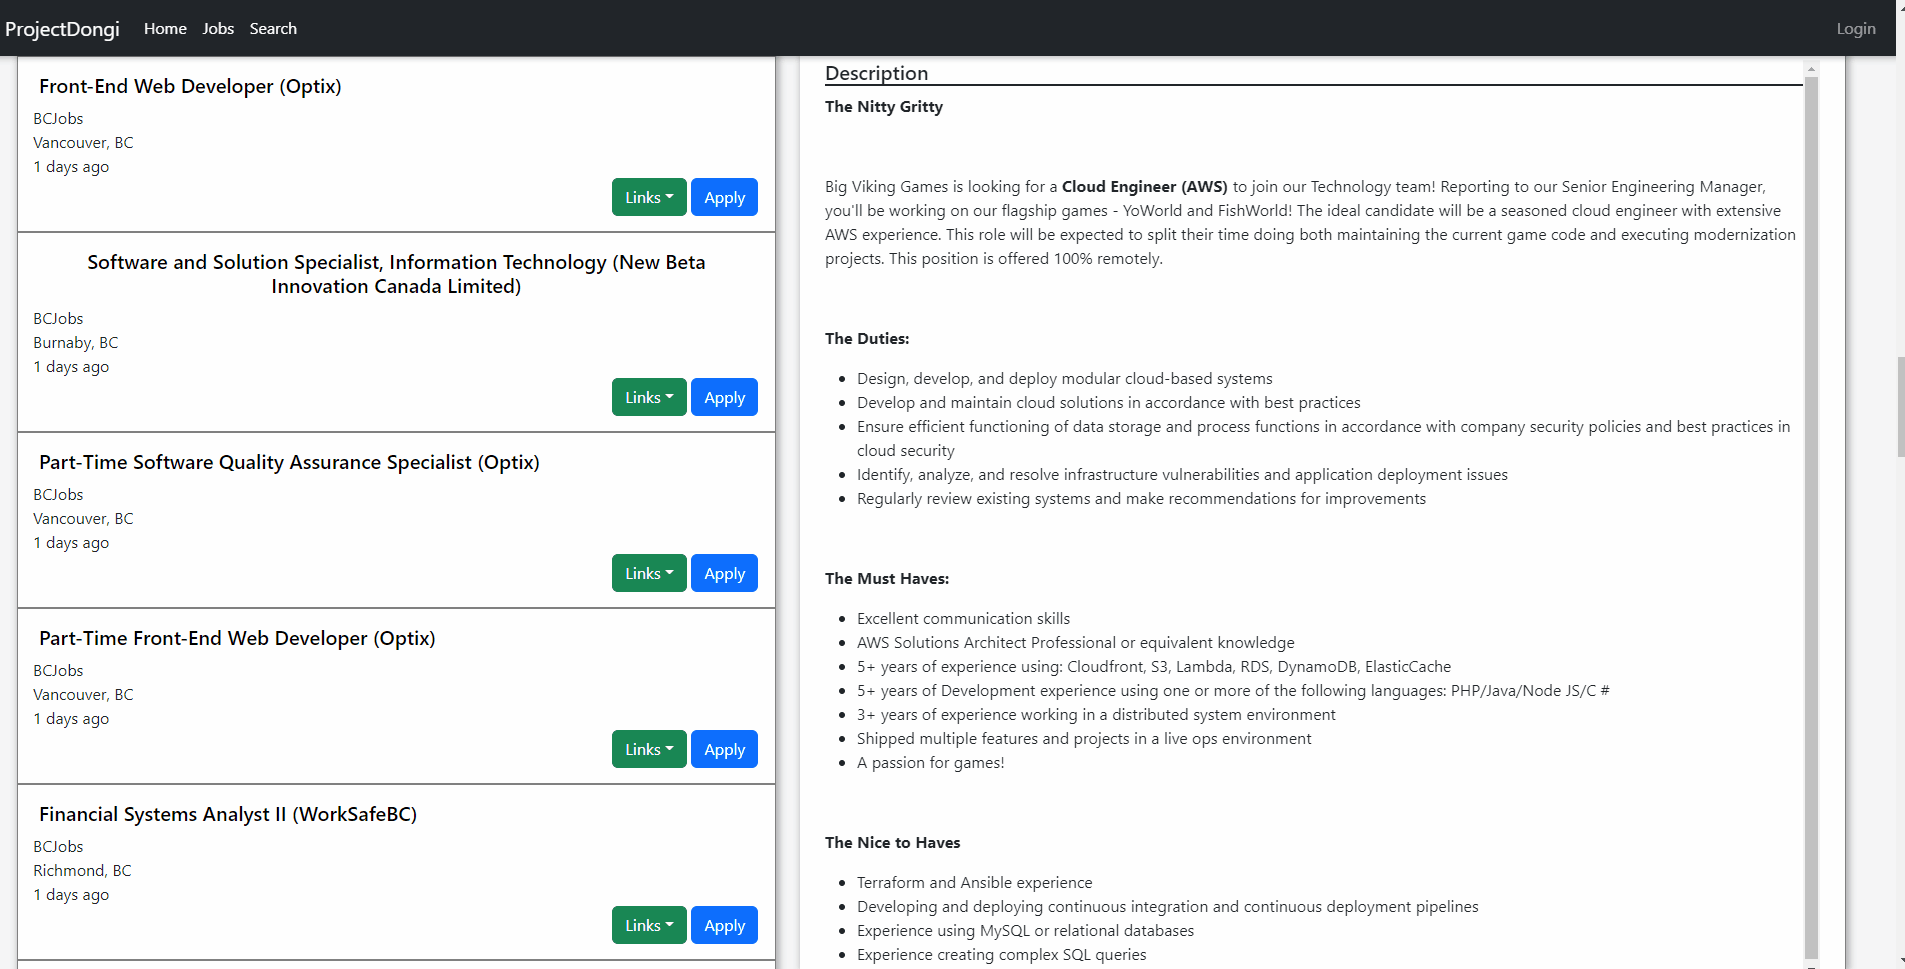 ProjectDongi Home Jobs Search Login
Front-End Web Developer (Optix)
BCJobs
Vancouver, BC
1 days ago
Links Apply
Software and Solution Specialist, Information Technology (New Beta
Innovation Canada Limited)
BCJobs
Burnaby, BC
1 days ago
Links Apply
Part-Time Software Quality Assurance Specialist (Optix)
BCJobs
Vancouver, BC
1 days ago
Links Apply
Part-Time Front-End Web Developer (Optix)
BCJobs
Vancouver, BC
1 days ago
Links Apply
Financial Systems Analyst II (WorkSafeBC)
BCJobs
Richmond, BC
1 days ago
Links Apply
Description
The Nitty Gritty
Big Viking Games is looking for a Cloud Engineer (AWS) to join our Technology team! Reporting to our Senior Engineering Manager,
you'll be working on our flagship games - YoWorld and FishWorld! The ideal candidate will be a seasoned cloud engineer with extensive
AWS experience. This role will be expected to split their time doing both maintaining the current game code and executing modernization
projects. This position is offered 100% remotely.
The Duties:
• Design, develop, and deploy modular cloud-based systems
• Develop and maintain cloud solutions in accordance with best practices
• Ensure efficient functioning of data storage and process functions in accordance with company security policies and best practices in
cloud security
• Identify, analyze, and resolve infrastructure vulnerabilities and application deployment issues
• Regularly review existing systems and make recommendations for improvements
The Must Haves:
• Excellent communication skills
• AWS Solutions Architect Professional or equivalent knowledge
• 5+ years of experience using: Cloudfront, S3, Lambda, RDS, DynamoDB, ElasticCache
• 5+ years of Development experience using one or more of the following languages: PHP/Java/Node JS/C #
• 3+ years of experience working in a distributed system environment
• Shipped multiple features and projects in a live ops environment
• A passion for games!
The Nice to Haves
• Terraform and Ansible experience
• Developing and deploying continuous integration and continuous deployment pipelines
• Experience using MySQL or relational databases
• Experience creating complex SQL queries